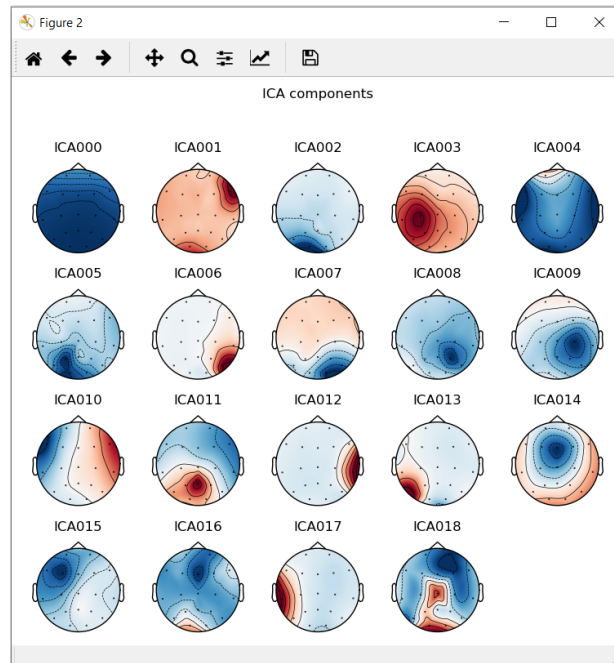 Figure 2
ICA components
ICA000 ICA001 ICA002 ICA003 ICA004
ICA005 ICA006 ICA007 ICA008 ICA009
ICA010 ICA011 ICA012 ICA013 ICA014
ICA015 ICA016 ICA017 ICA018